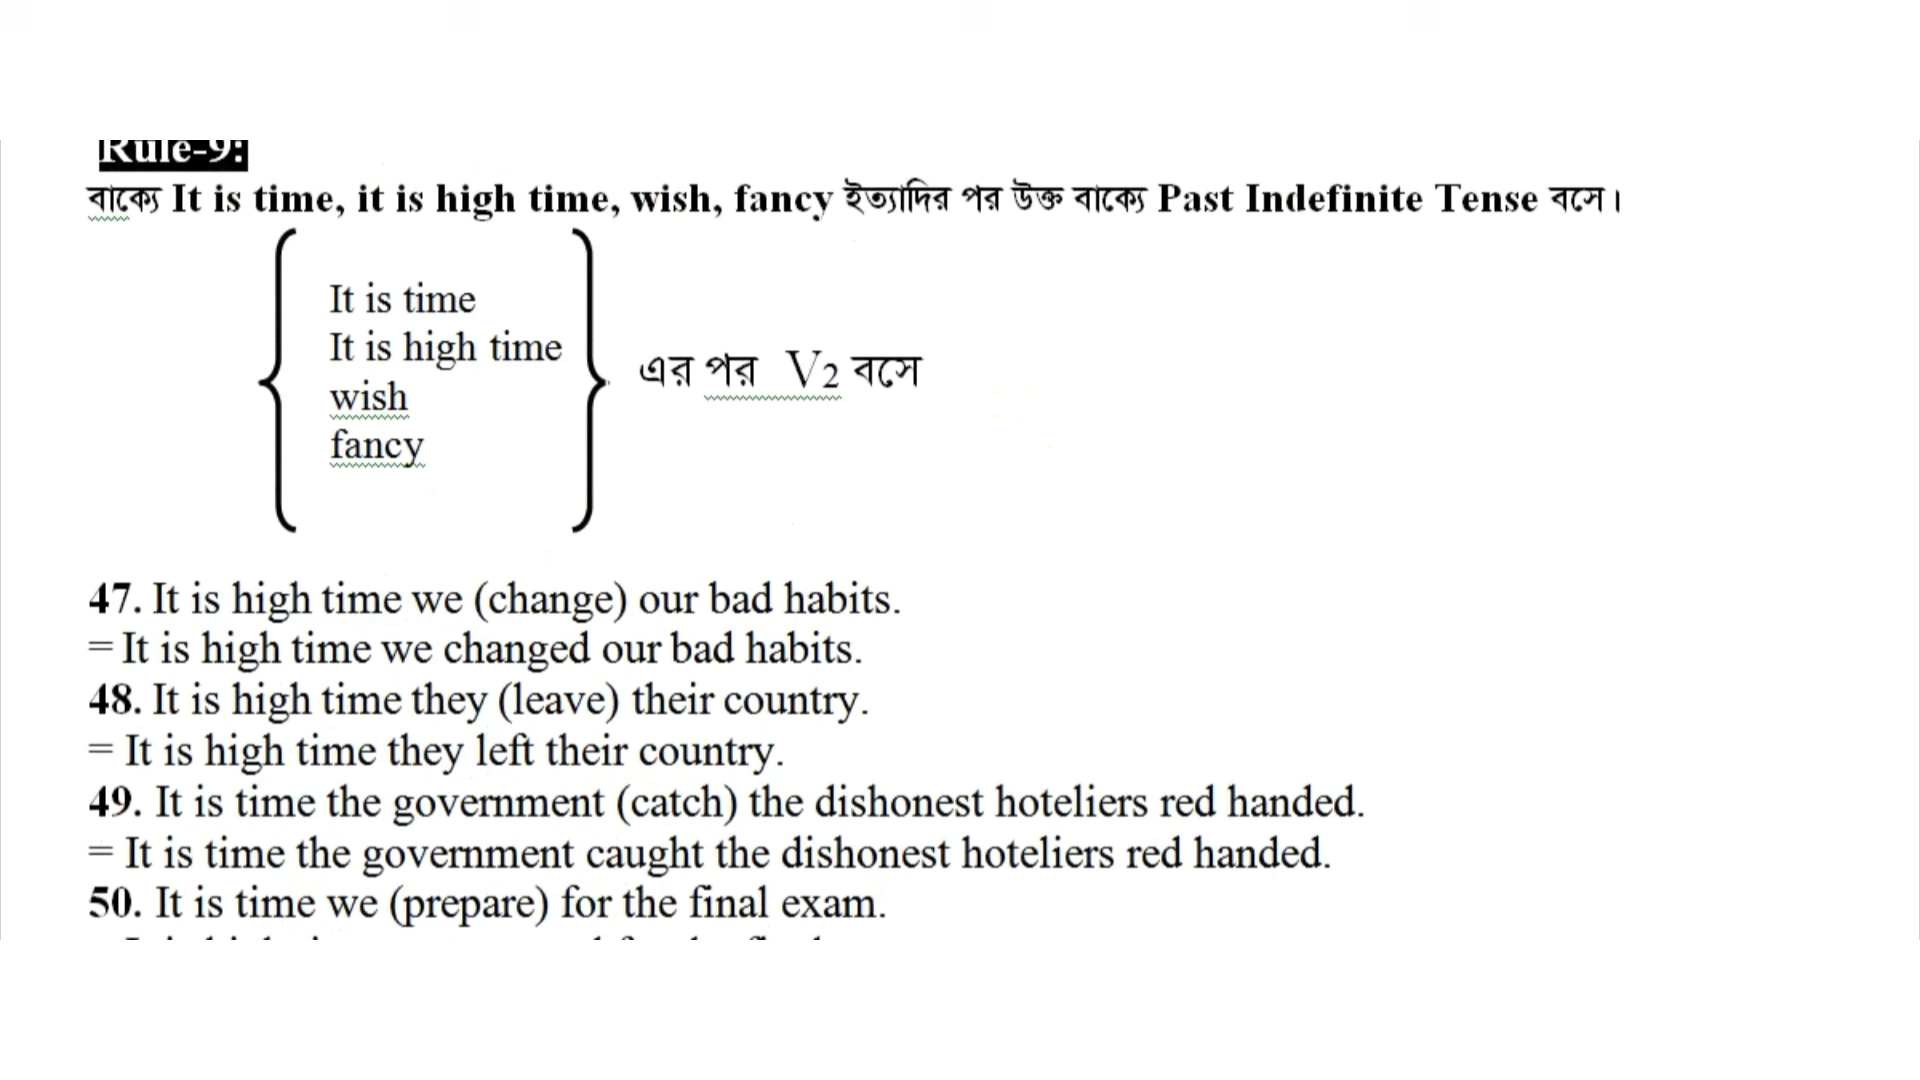 Rule-9:
বাক্যে It is time, it is high time, wish, fancy ইত্যাদির পর উক্ত বাক্যে Past Indefinite Tense বসে।
It is time
It is high time
wish
fancy
এর পর V2 বসে
47. It is high time we (change) our bad habits.
= It is high time we changed our bad habits.
48. It is high time they (leave) their country.
= It is high time they left their country.
49. It is time the government (catch) the dishonest hoteliers red handed.
= It is time the government caught the dishonest hoteliers red handed.
50. It is time we (prepare) for the final exam.